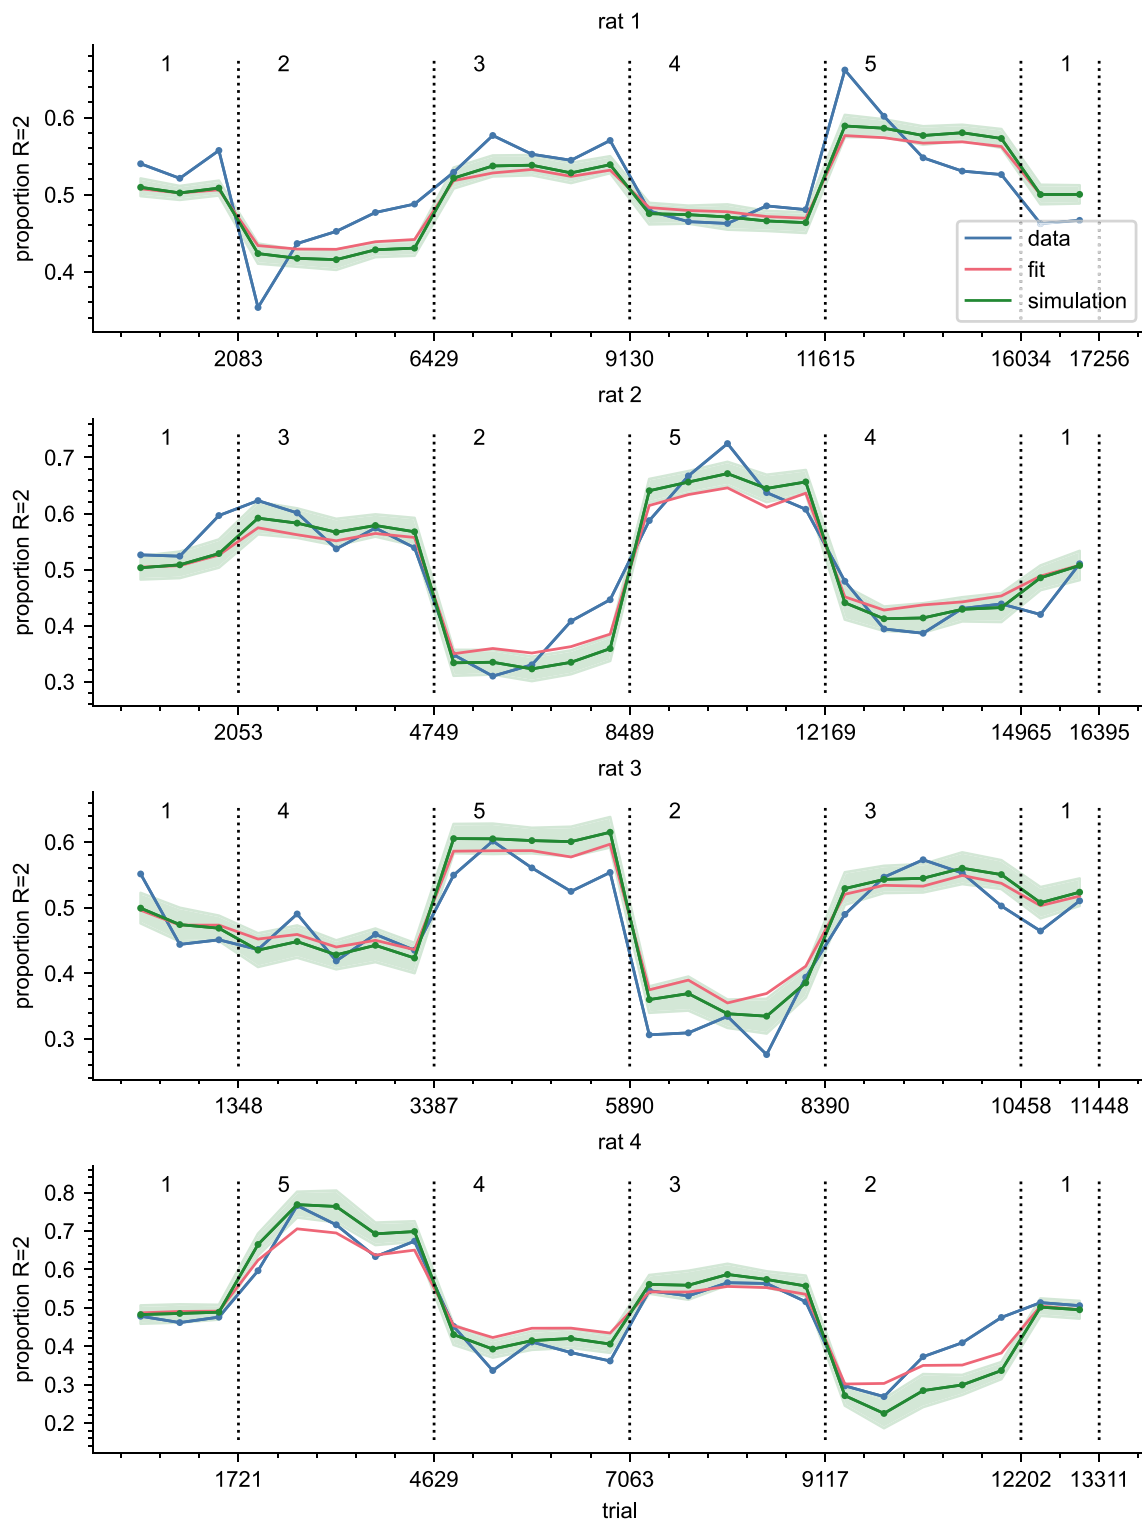 rat 1
1 2 3 4 5 1
proportion R=2
0.6
0.5
0.4
data
fit
simulation
2083 6429 9130 11615 16034 17256
rat 2
1 3 2 5 4 1
proportion R=2
0.7
0.6
0.5
0.4
0.3
2053 4749 8489 12169 14965 16395
rat 3
1 4 5 2 3 1
proportion R=2
0.6
0.5
0.4
0.3
1348 3387 5890 8390 10458 11448
rat 4
1 5 4 3 2 1
proportion R=2
0.8
0.7
0.6
0.5
0.4
0.3
0.2
1721 4629 7063 9117 12202 13311
trial